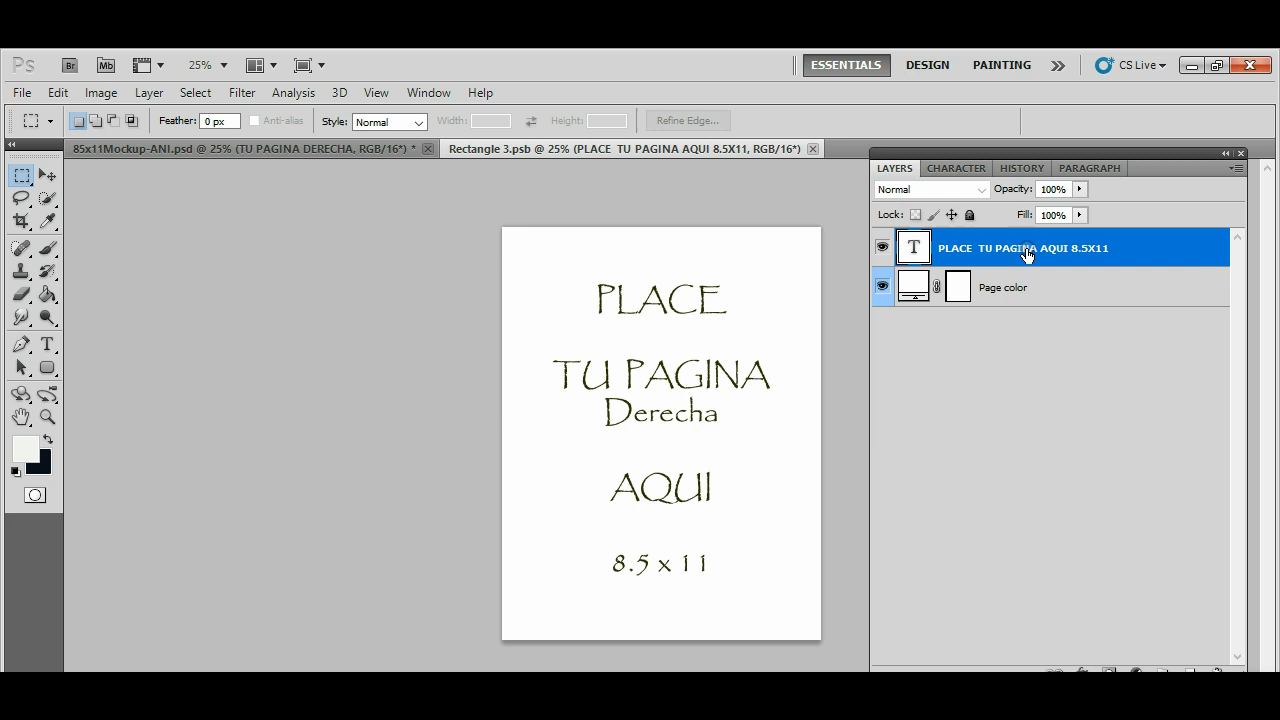 Ps Br Mb 25% ESSENTIALS DESIGN PAINTING CS Live
File Edit Image Layer Select Filter Analysis 3D View Window Help
Feather: 0 px Anti-alias Style: Normal Width: Height: Refine Edge...
85x11Mockup-ANI.psd @ 25% (TU PAGINA DERECHA, RGB/16*) * Rectangle 3.psb @ 25% (PLACE TU PAGINA AQUI 8.5X11, RGB/16*)
LAYERS CHARACTER HISTORY PARAGRAPH
Normal Opacity: 100%
Lock: Fill: 100%
T PLACE TU PAGINA AQUI 8.5X11
Page color
PLACE
TU PAGINA
Derecha
AQUI
8.5 x 11